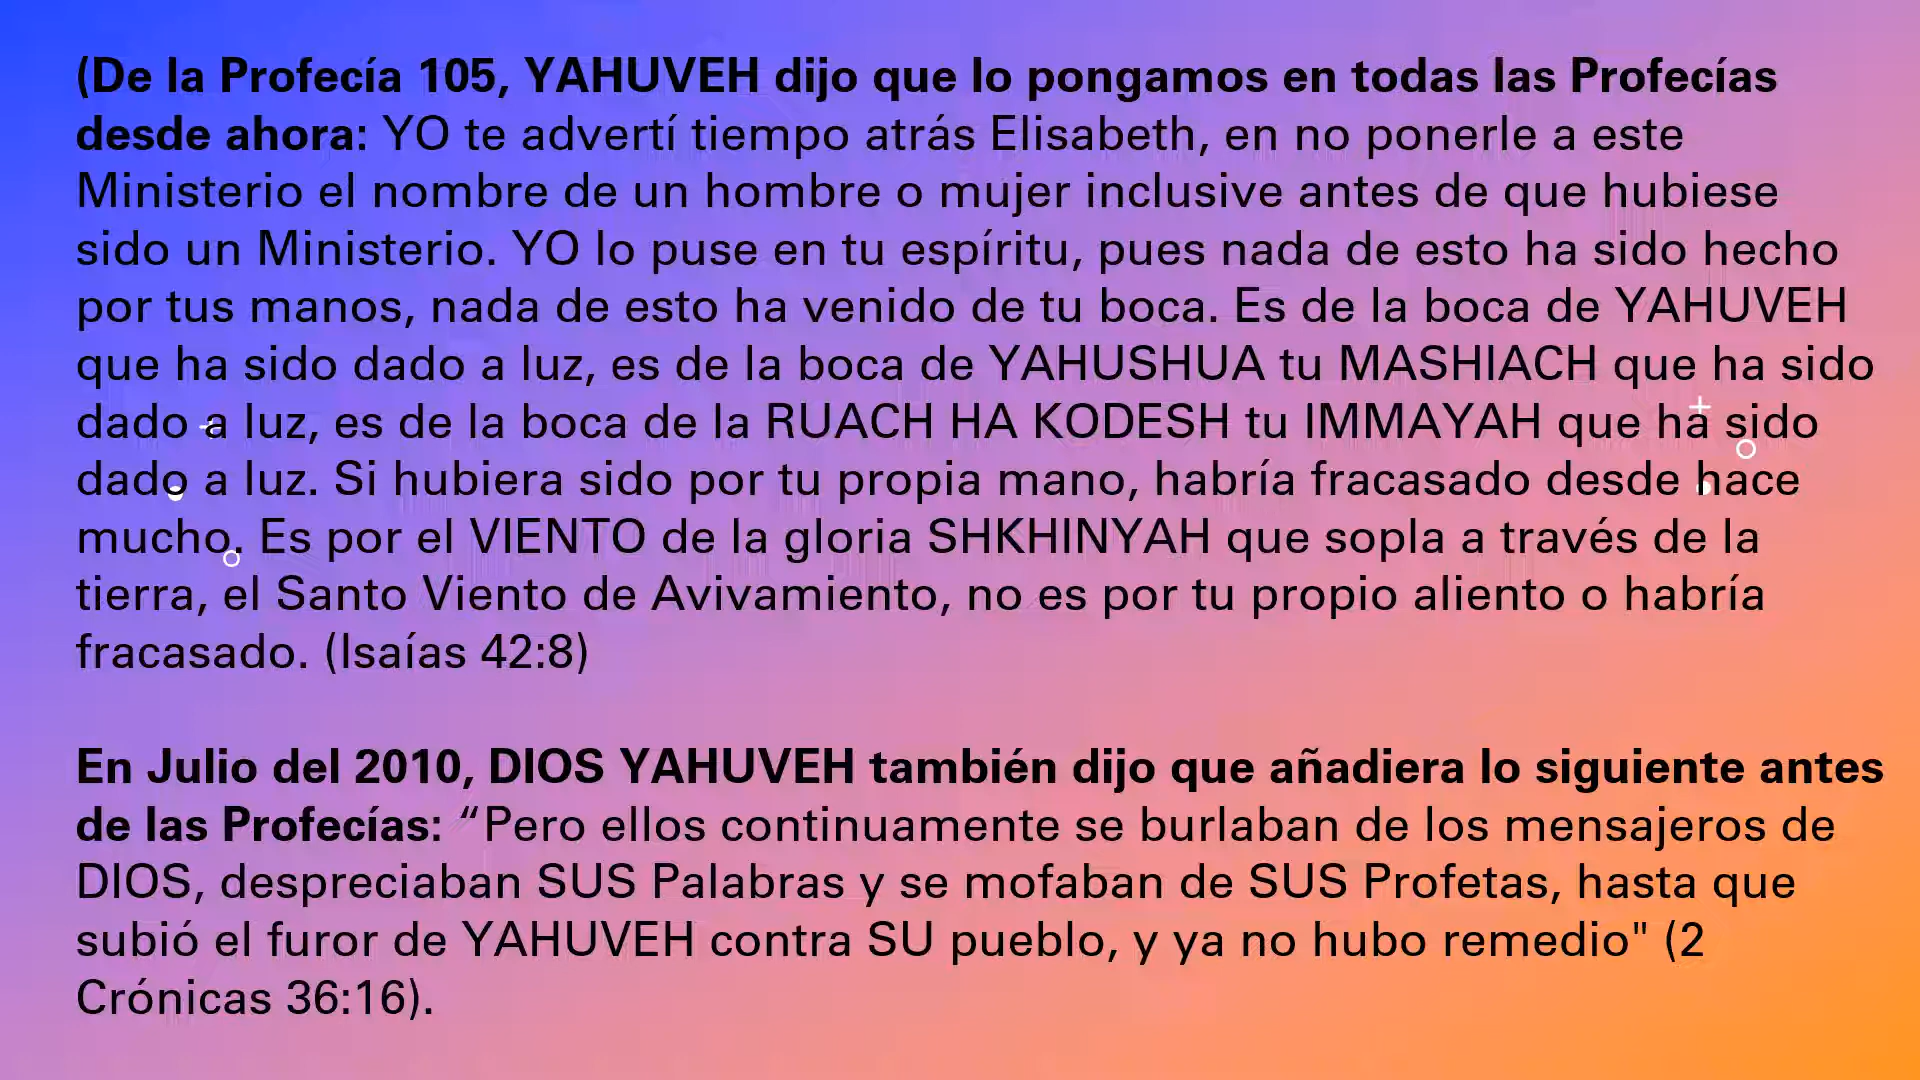 (De la Profecía 105, YAHUVEH dijo que lo pongamos en todas las Profecías
desde ahora: YO te advertí tiempo atrás Elisabeth, en no ponerle a este
Ministerio el nombre de un hombre o mujer inclusive antes de que hubiese
sido un Ministerio. YO lo puse en tu espíritu, pues nada de esto ha sido hecho
por tus manos, nada de esto ha venido de tu boca. Es de la boca de YAHUVEH
que ha sido dado a luz, es de la boca de YAHUSHUA tu MASHIACH que ha sido
dado a luz, es de la boca de la RUACH HA KODESH tu IMMAYAH que ha sido
dado a luz. Si hubiera sido por tu propia mano, habría fracasado desde hace
mucho. Es por el VIENTO de la gloria SHKHINYAH que sopla a través de la
tierra, el Santo Viento de Avivamiento, no es por tu propio aliento o habría
fracasado. (Isaías 42:8)
En Julio del 2010, DIOS YAHUVEH también dijo que añadiera lo siguiente antes
de las Profecías: “Pero ellos continuamente se burlaban de los mensajeros de
DIOS, despreciaban SUS Palabras y se mofaban de SUS Profetas, hasta que
subió el furor de YAHUVEH contra SU pueblo, y ya no hubo remedio" (2
Crónicas 36:16).